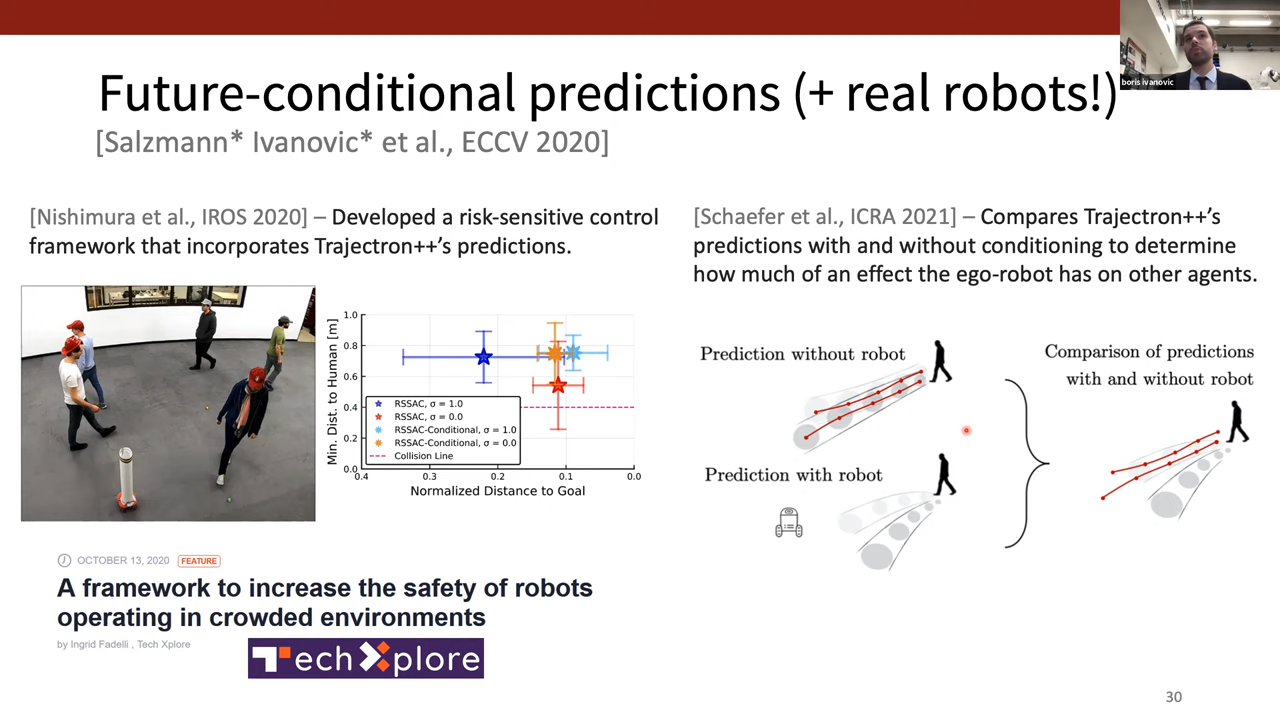 boris ivanovic
Future-conditional predictions (+ real robots!)
[Salzmann* Ivanovic* et al., ECCV 2020]
[Nishimura et al., IROS 2020] – Developed a risk-sensitive control
framework that incorporates Trajectron++’s predictions.
Min. Dist. to Human [m]
1.0
0.8
0.6
0.4
0.2
0.0
RSSAC, σ = 1.0
RSSAC, σ = 0.0
RSSAC-Conditional, σ = 1.0
RSSAC-Conditional, σ = 0.0
Collision Line
0.4 0.3 0.2 0.1 0.0
Normalized Distance to Goal
OCTOBER 13, 2020 FEATURE
A framework to increase the safety of robots
operating in crowded environments
by Ingrid Fadelli , Tech Xplore
TechXplore
[Schaefer et al., ICRA 2021] – Compares Trajectron++’s
predictions with and without conditioning to determine
how much of an effect the ego-robot has on other agents.
Prediction without robot
Prediction with robot
Comparison of predictions
with and without robot
30